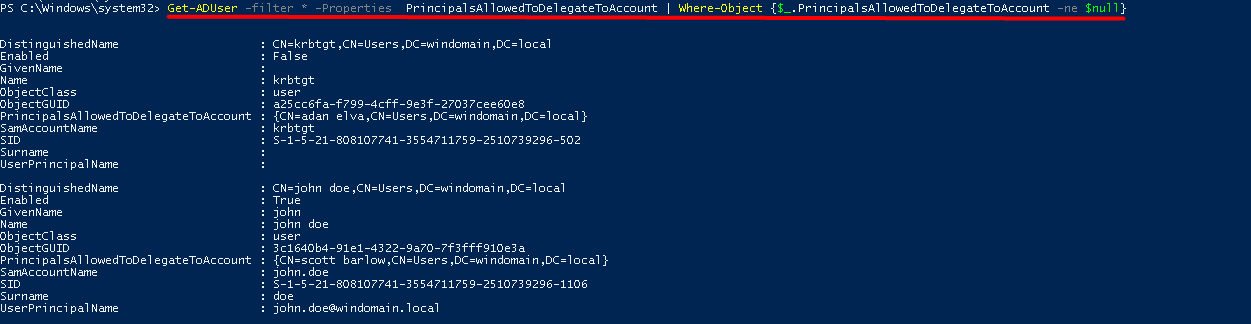 PS C:\Windows\system32> Get-ADUser -filter * -Properties  PrincipalsAllowedToDelegateToAccount | Where-Object {$_.PrincipalsAllowedToDelegateToAccount -ne $null}
DistinguishedName                    : CN=krbtgt,CN=Users,DC=windomain,DC=local
Enabled                              : False
GivenName                            :
Name                                 : krbtgt
ObjectClass                          : user
ObjectGUID                           : a25cc6fa-f799-4cff-9e3f-27037cee60e8
PrincipalsAllowedToDelegateToAccount : {CN=adan elva,CN=Users,DC=windomain,DC=local}
SamAccountName                       : krbtgt
SID                                  : S-1-5-21-808107741-3554711759-2510739296-502
Surname                              :
UserPrincipalName                    :
DistinguishedName                    : CN=john doe,CN=Users,DC=windomain,DC=local
Enabled                              : True
GivenName                            : john
Name                                 : john doe
ObjectClass                          : user
ObjectGUID                           : 3c1640b4-91e1-4322-9a70-7f3fff910e3a
PrincipalsAllowedToDelegateToAccount : {CN=scott barlow,CN=Users,DC=windomain,DC=local}
SamAccountName                       : john.doe
SID                                  : S-1-5-21-808107741-3554711759-2510739296-1106
Surname                              : doe
UserPrincipalName                    : john.doe@windomain.local